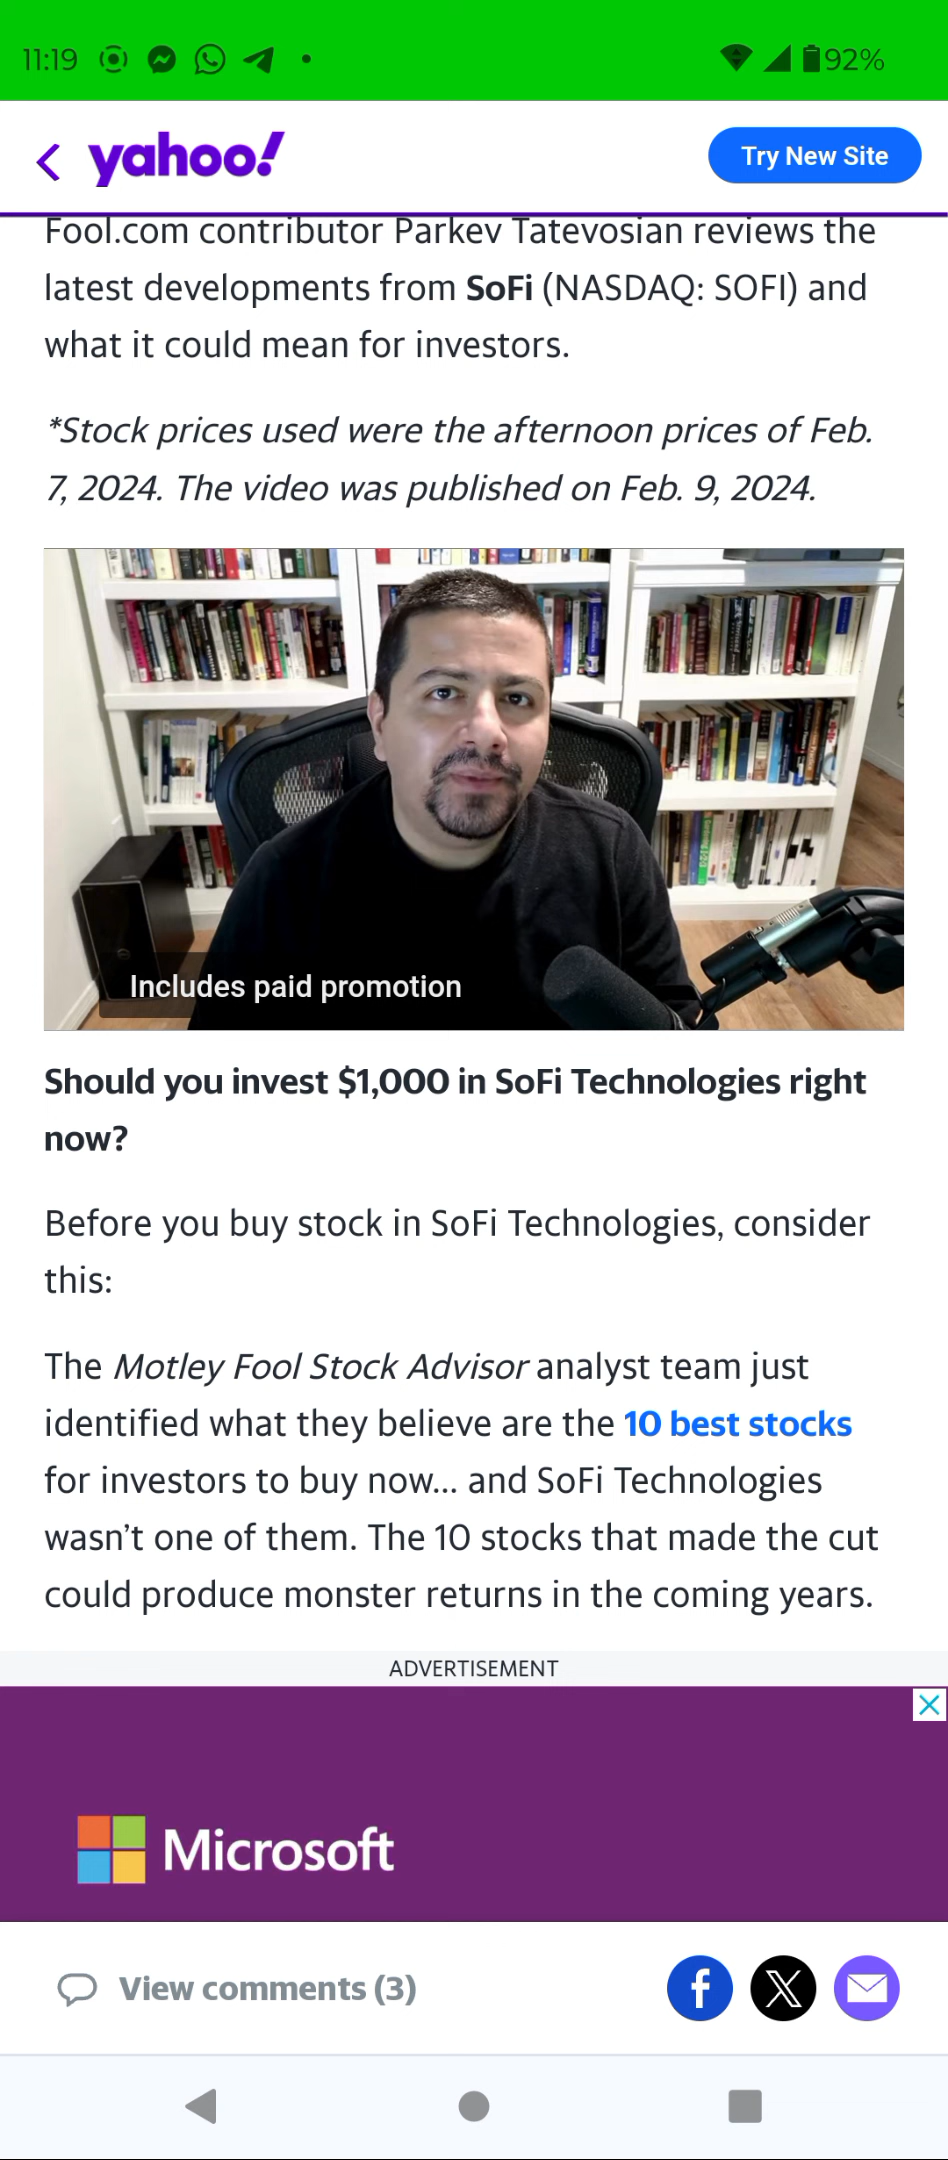 11:19
92%
yahoo!
Try New Site
Fool.com contributor Parkev Tatevosian reviews the
latest developments from SoFi (NASDAQ: SOFI) and
what it could mean for investors.
*Stock prices used were the afternoon prices of Feb.
7, 2024. The video was published on Feb. 9, 2024.
Includes paid promotion
Should you invest $1,000 in SoFi Technologies right
now?
Before you buy stock in SoFi Technologies, consider
this:
The Motley Fool Stock Advisor analyst team just
identified what they believe are the 10 best stocks
for investors to buy now... and SoFi Technologies
wasn’t one of them. The 10 stocks that made the cut
could produce monster returns in the coming years.
ADVERTISEMENT
Microsoft
View comments (3)